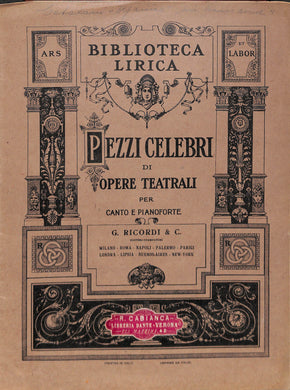 ARS
ET
LABOR
BIBLIOTECA
LIRICA
PEZZI CELEBRI
DI
OPERE TEATRALI
PER
CANTO E PIANOFORTE
G. RICORDI & C.
MILANO - ROMA - NAPOLI - PALERMO - PARIGI
LONDRA - LIPSIA - BUENOS-AIRES - NEW-YORK
R
R. CABIANCA
LIBRERIA DANTE - VERONA